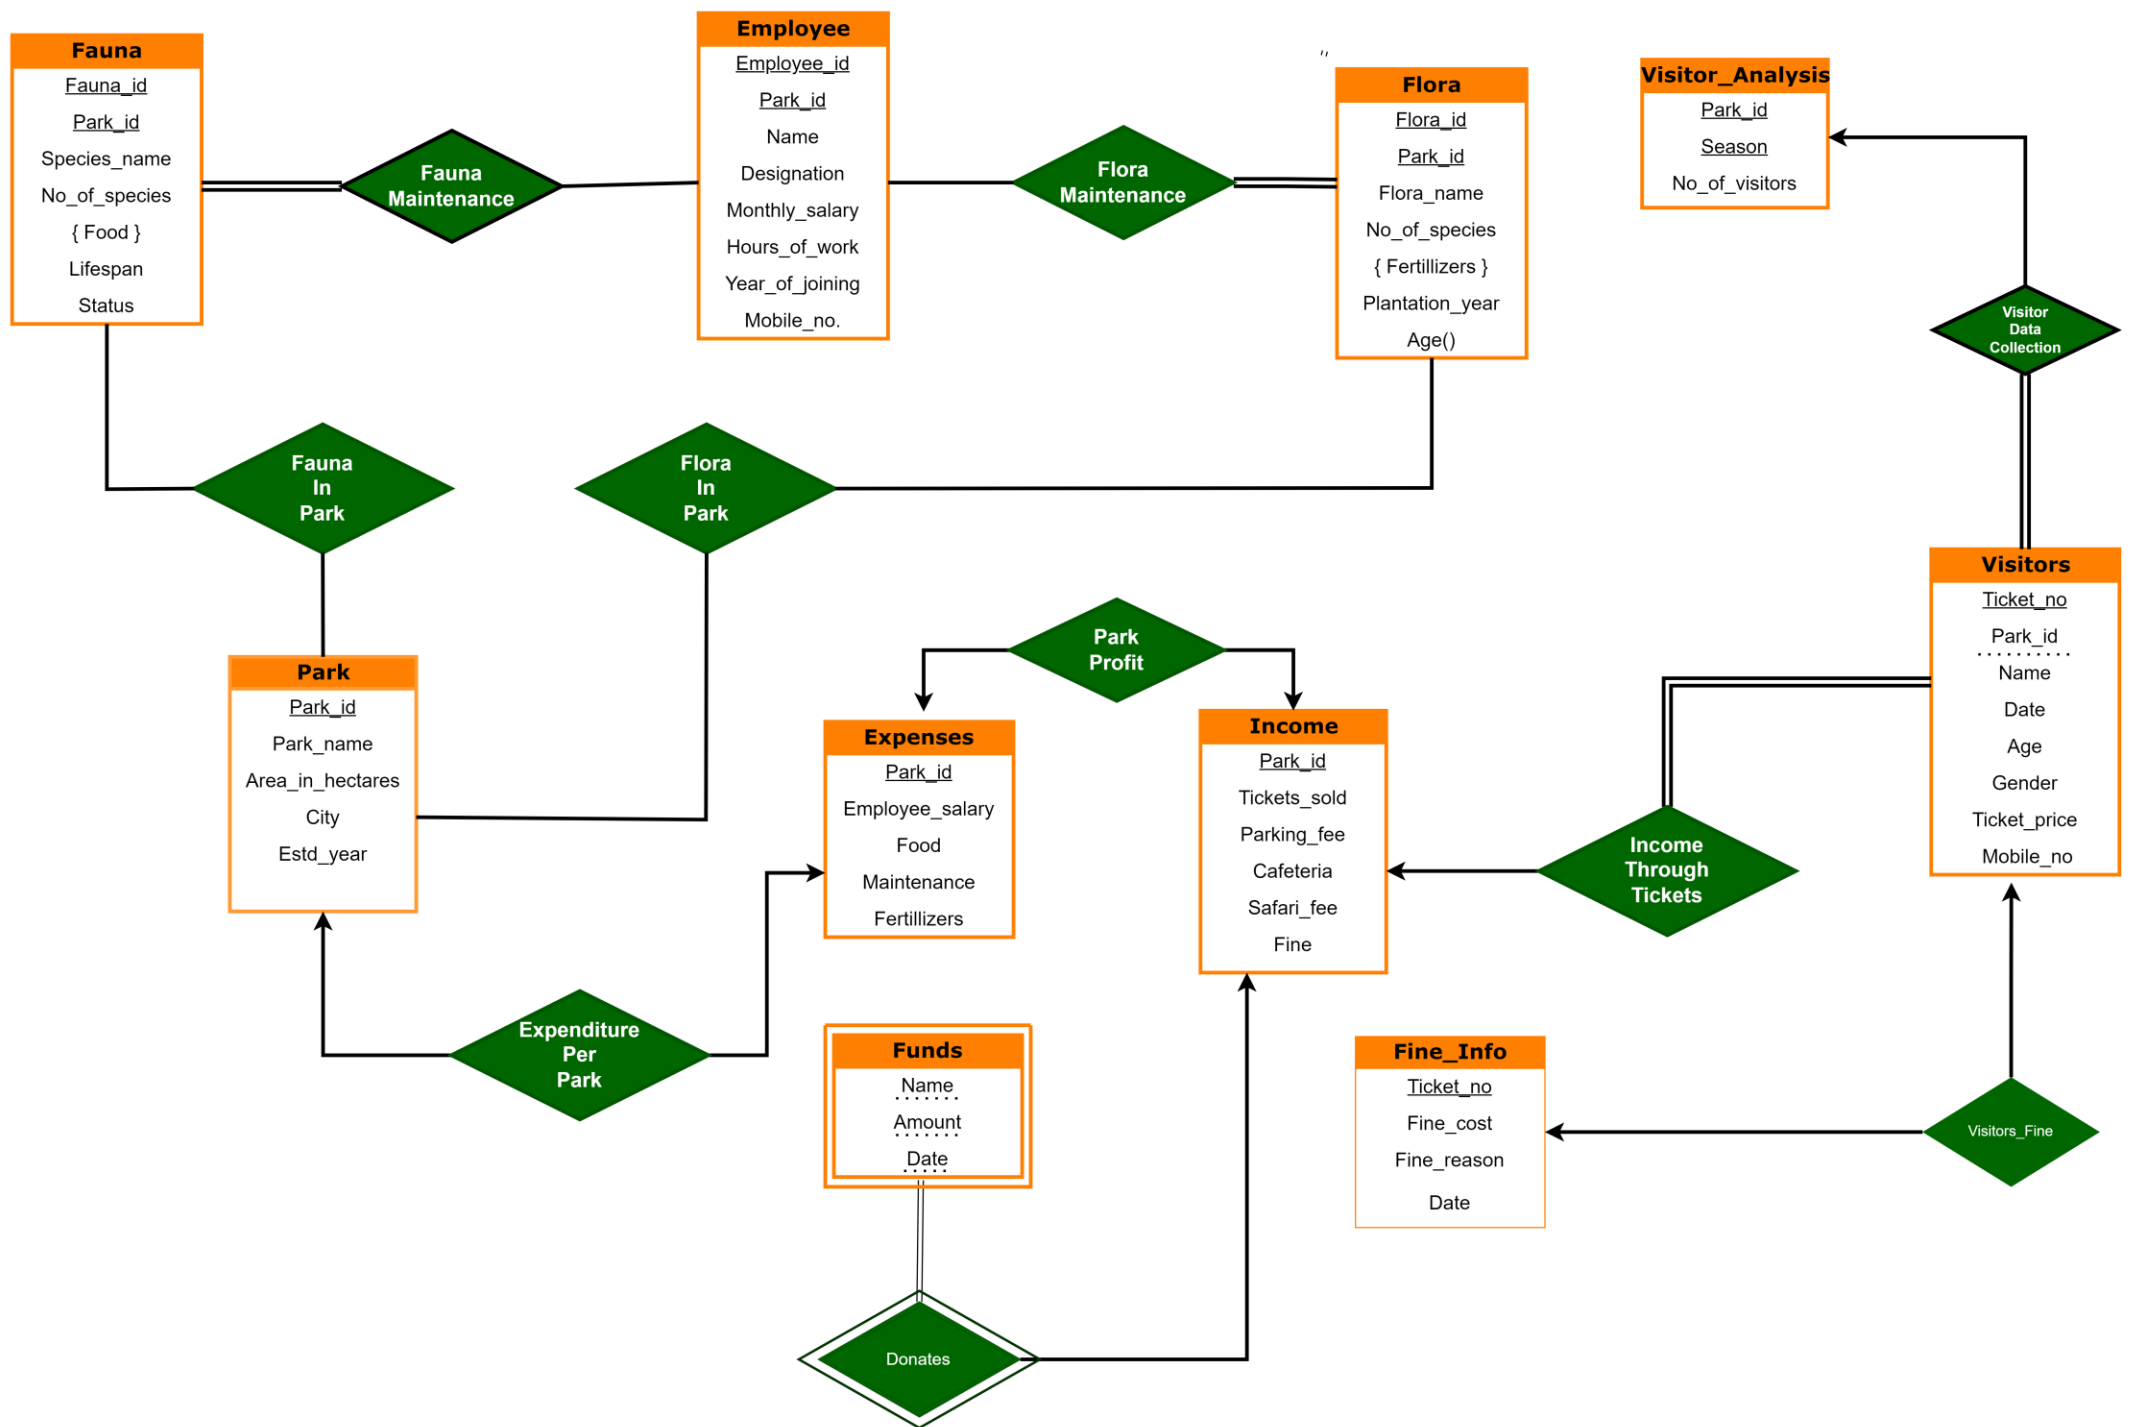 Fauna
Fauna_id
Park_id
Species_name
No_of_species
{ Food }
Lifespan
Status
Fauna
Maintenance
Employee
Employee_id
Park_id
Name
Designation
Monthly_salary
Hours_of_work
Year_of_joining
Mobile_no.
Flora
Maintenance
,,
Flora
Flora_id
Park_id
Flora_name
No_of_species
{ Fertillizers }
Plantation_year
Age()
Visitor_Analysis
Park_id
Season
No_of_visitors
Visitor
Data
Collection
Fauna
In
Park
Flora
In
Park
Park
Park_id
Park_name
Area_in_hectares
City
Estd_year
Park
Profit
Expenses
Park_id
Employee_salary
Food
Maintenance
Fertillizers
Income
Park_id
Tickets_sold
Parking_fee
Cafeteria
Safari_fee
Fine
Income
Through
Tickets
Visitors
Ticket_no
Park_id
Name
Date
Age
Gender
Ticket_price
Mobile_no
Expenditure
Per
Park
Funds
Name
Amount
Date
Fine_Info
Ticket_no
Fine_cost
Fine_reason
Date
Visitors_Fine
Donates